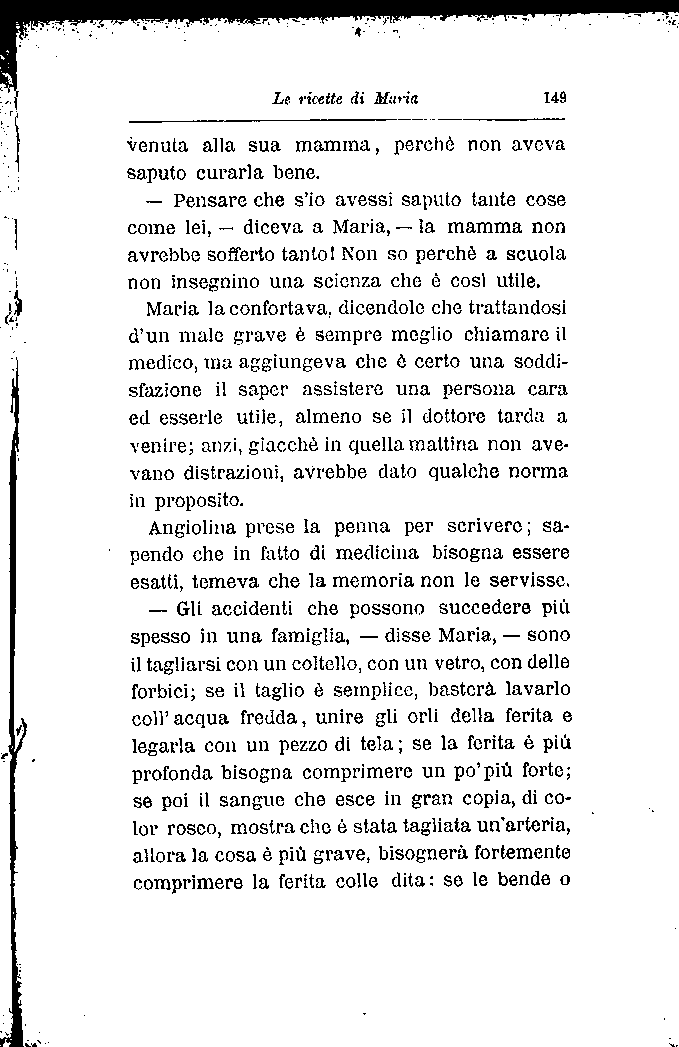 Le ricette di Maria 149
venuta alla sua mamma, perchè non aveva
saputo curarla bene.
— Pensare che s'io avessi saputo tante cose
come lei, — diceva a Maria, — la mamma non
avrebbe sofferto tanto! Non so perchè a scuola
non insegnino una scienza che è così utile.
Maria la confortava, dicendole che trattandosi
d'un male grave è sempre meglio chiamare il
medico, ma aggiungeva che è certo una soddi-
sfazione il saper assistere una persona cara
ed esserle utile, almeno se il dottore tarda a
venire; anzi, giacchè in quella mattina non ave-
vano distrazioni, avrebbe dato qualche norma
in proposito.
Angiolina prese la penna per scrivere; sa-
pendo che in fatto di medicina bisogna essere
esatti, temeva che la memoria non le servisse.
— Gli accidenti che possono succedere più
spesso in una famiglia, — disse Maria, — sono
il tagliarsi con un coltello, con un vetro, con delle
forbici; se il taglio è semplice, basterà lavarlo
coll'acqua fredda, unire gli orli della ferita e
legarla con un pezzo di tela; se la ferita è più
profonda bisogna comprimere un po' più forte;
se poi il sangue che esce in gran copia, di co-
lor roseo, mostra che è stata tagliata un'arteria,
allora la cosa è più grave, bisognerà fortemente
comprimere la ferita colle dita: se le bende o